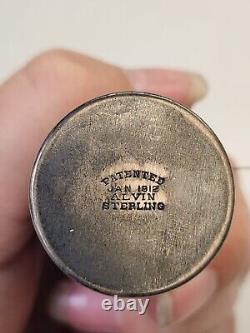 PATENTED
JAN 1912
ALVIN
STERLING